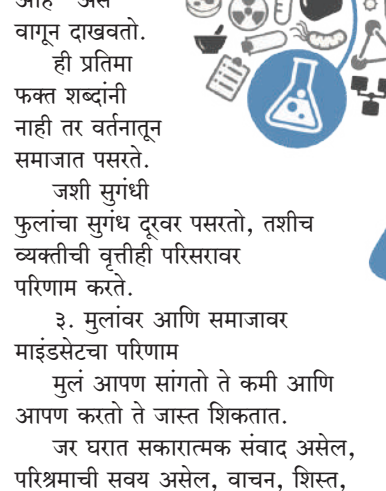 आहे" असे
वागून दाखवतो.
ही प्रतिमा
फक्त शब्दांनी
नाही तर वर्तनातून
समाजात पसरते.
जशी सुगंधी
फुलांचा सुगंध दूरवर पसरतो, तशीच
व्यक्तीची वृत्तीही परिसरावर
परिणाम करते.
३. मुलांवर आणि समाजावर
माइंडसेटचा परिणाम
मुलं आपण सांगतो ते कमी आणि
आपण करतो ते जास्त शिकतात.
जर घरात सकारात्मक संवाद असेल,
परिश्रमाची सवय असेल, वाचन, शिस्त,